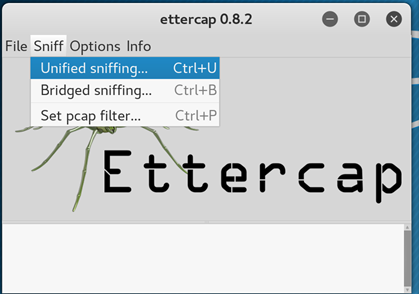 ettercap 0.8.2
File Sniff Options Info
Unified sniffing... Ctrl+U
Bridged sniffing... Ctrl+B
Set pcap filter... Ctrl+P
Ettercap